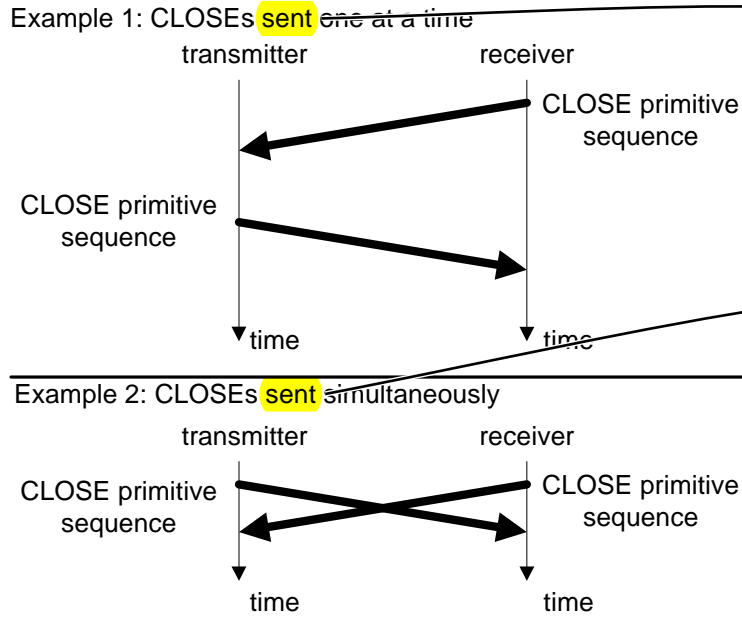 Example 1: CLOSEs sent one at a time
transmitter receiver
CLOSE primitive
sequence
CLOSE primitive
sequence
time time
Example 2: CLOSEs sent simultaneously
transmitter receiver
CLOSE primitive
sequence
CLOSE primitive
sequence
time time